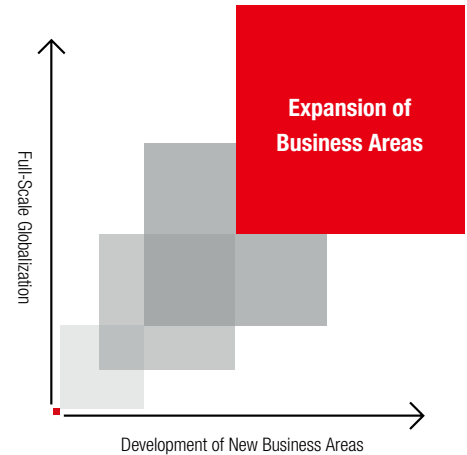 Expansion of
Business Areas
Full-Scale Globalization
Development of New Business Areas